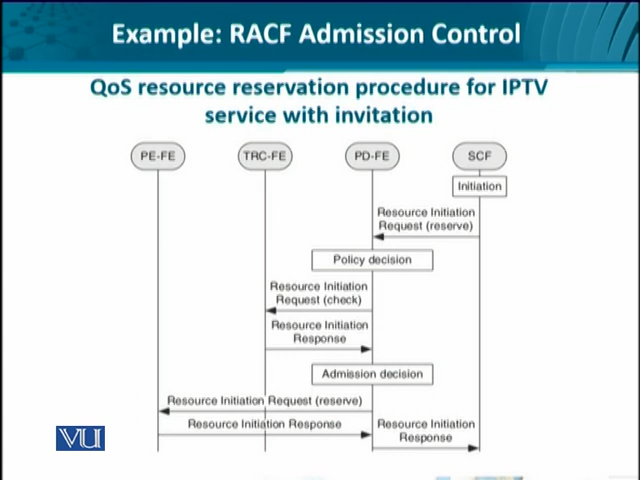 Example: RACF Admission Control
QoS resource reservation procedure for IPTV
service with invitation
PE-FE
TRC-FE
PD-FE
SCF
Initiation
Resource Initiation
Request (reserve)
Policy decision
Resource Initiation
Request (check)
Resource Initiation
Response
Admission decision
Resource Initiation Request (reserve)
Resource Initiation Response
Resource Initiation
Response
VU